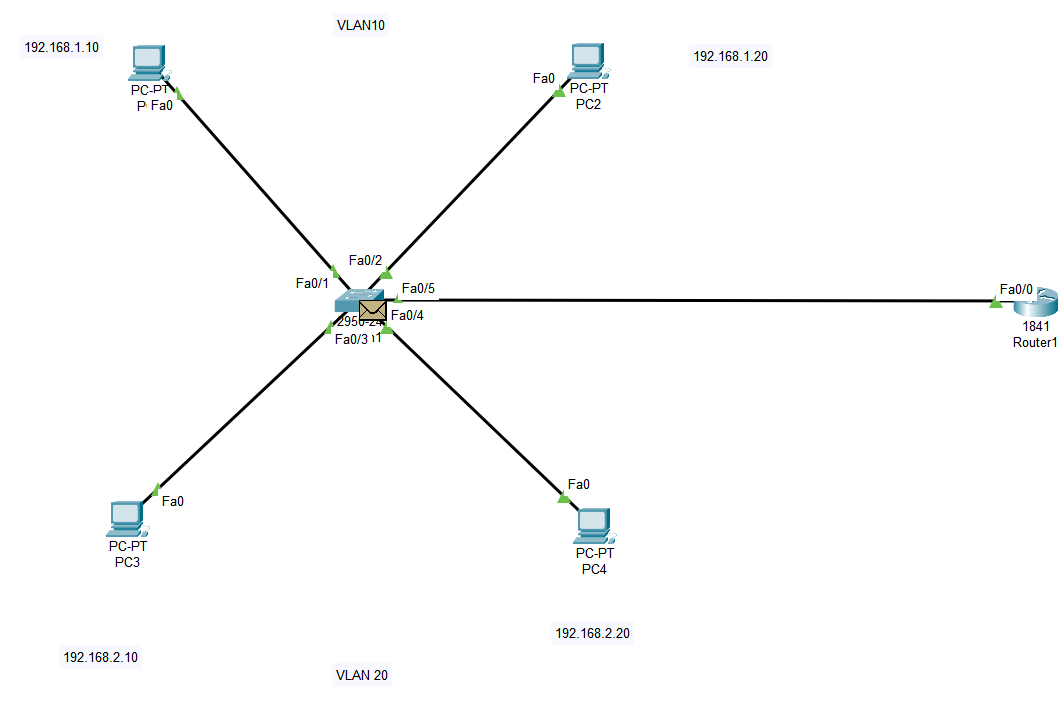 VLAN10
192.168.1.10
192.168.1.20
PC-PT
Fa0
Fa0
PC-PT
PC2
Fa0/2
Fa0/1
Fa0/5
Fa0/4
Fa0/3
Fa0/0
1841
Router1
Fa0
PC-PT
PC3
Fa0
PC-PT
PC4
192.168.2.20
192.168.2.10
VLAN 20